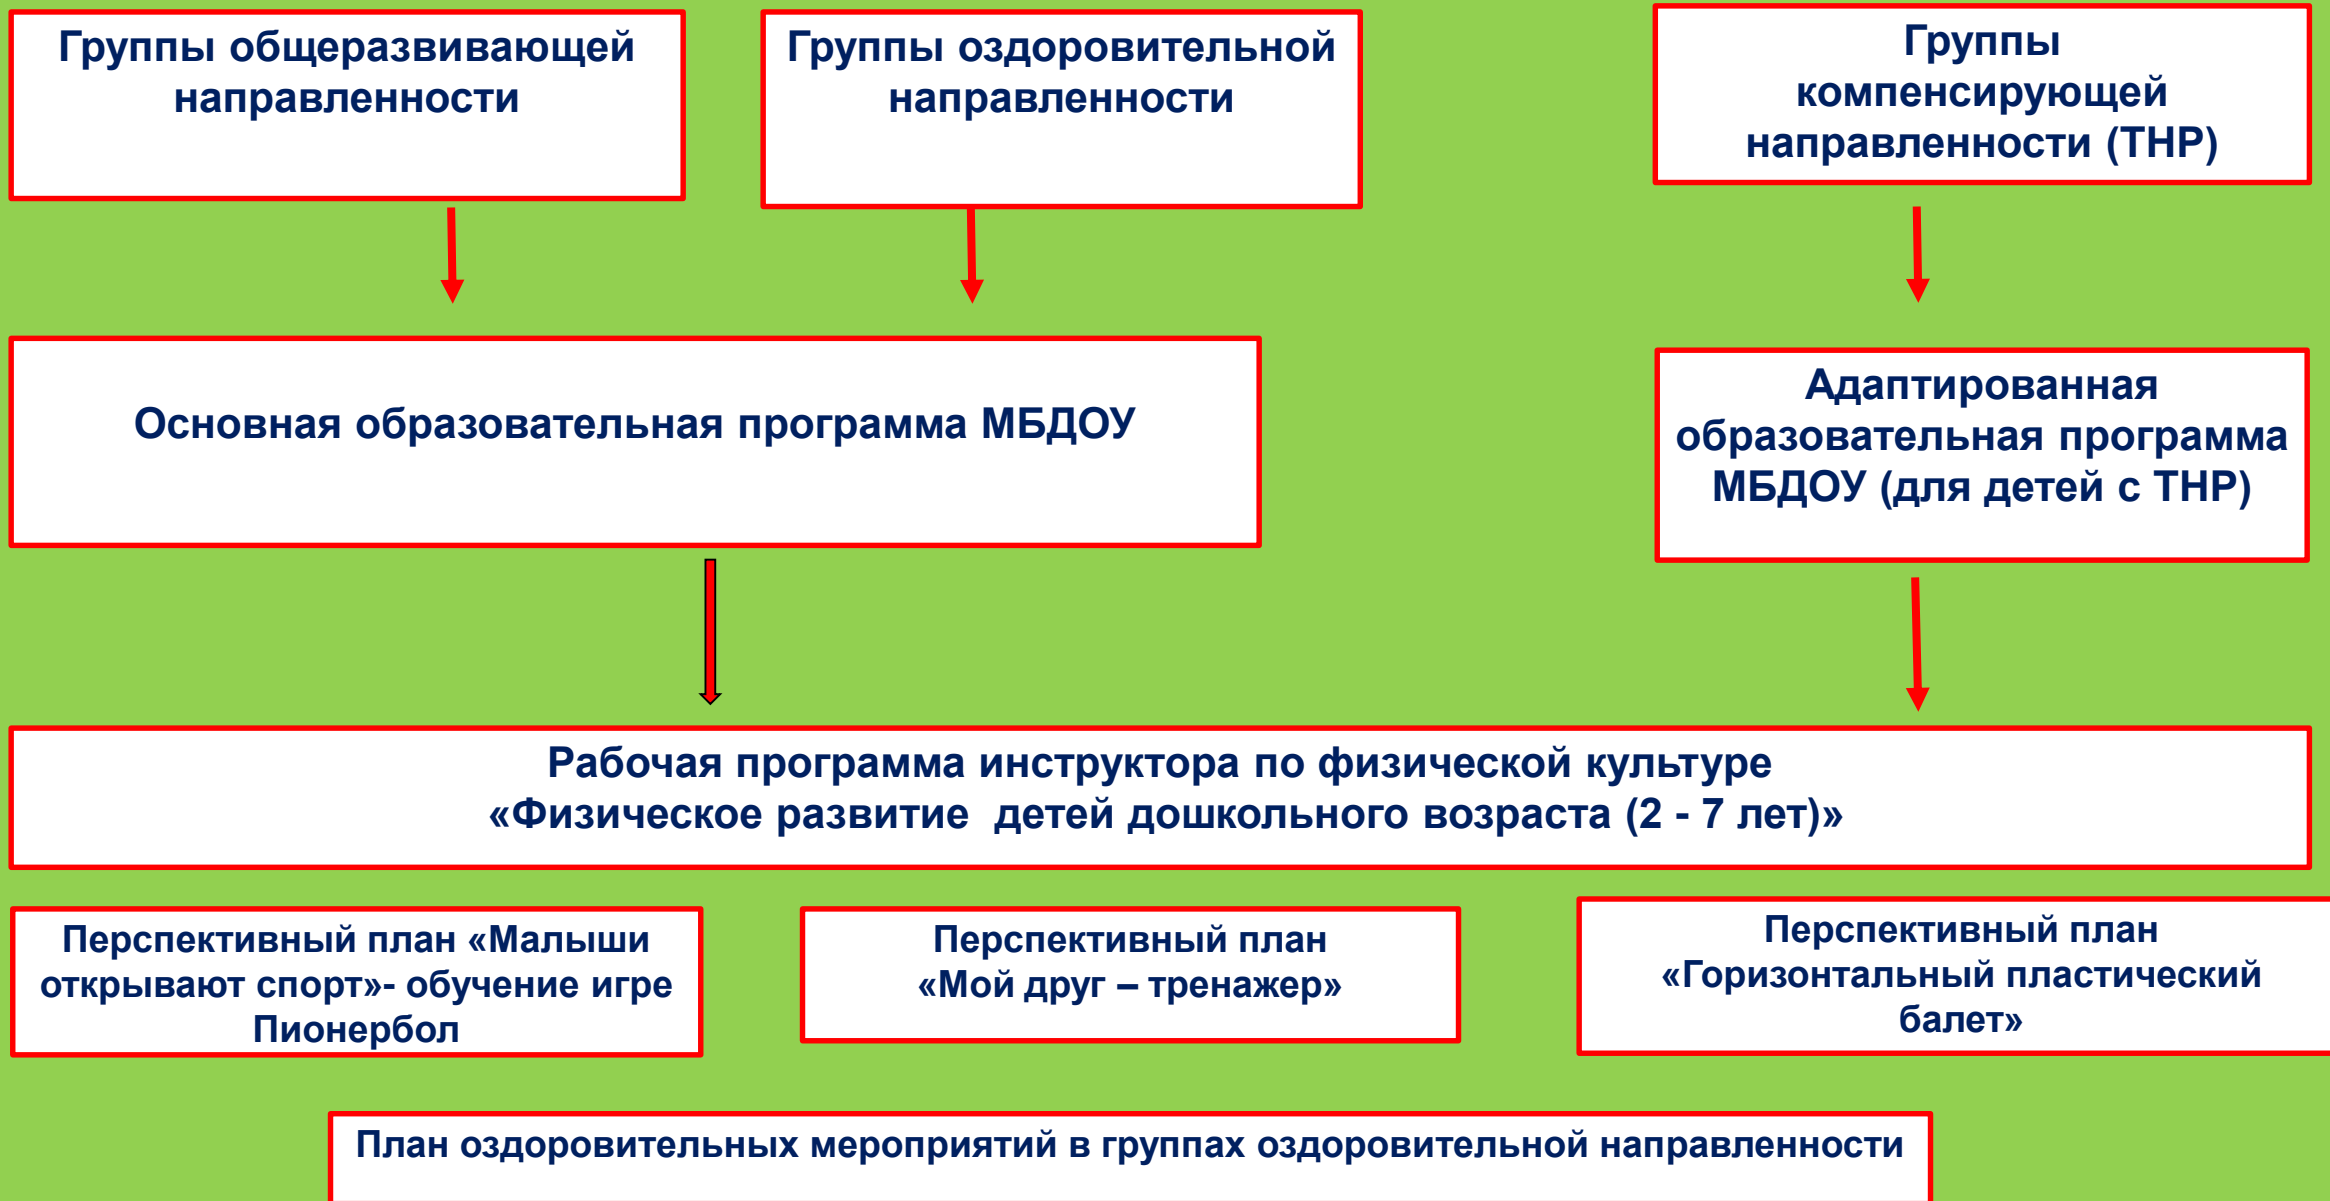 Группы общеразвивающей
направленности
Группы оздоровительной
направленности
Группы
компенсирующей
направленности (ТНР)
Основная образовательная программа МБДОУ
Адаптированная
образовательная программа
МБДОУ (для детей с ТНР)
Рабочая программа инструктора по физической культуре
«Физическое развитие  детей дошкольного возраста (2 - 7 лет)»
Перспективный план «Малыши
открывают спорт»- обучение игре
Пионербол
Перспективный план
«Мой друг – тренажер»
Перспективный план
«Горизонтальный пластический
балет»
План оздоровительных мероприятий в группах оздоровительной направленности